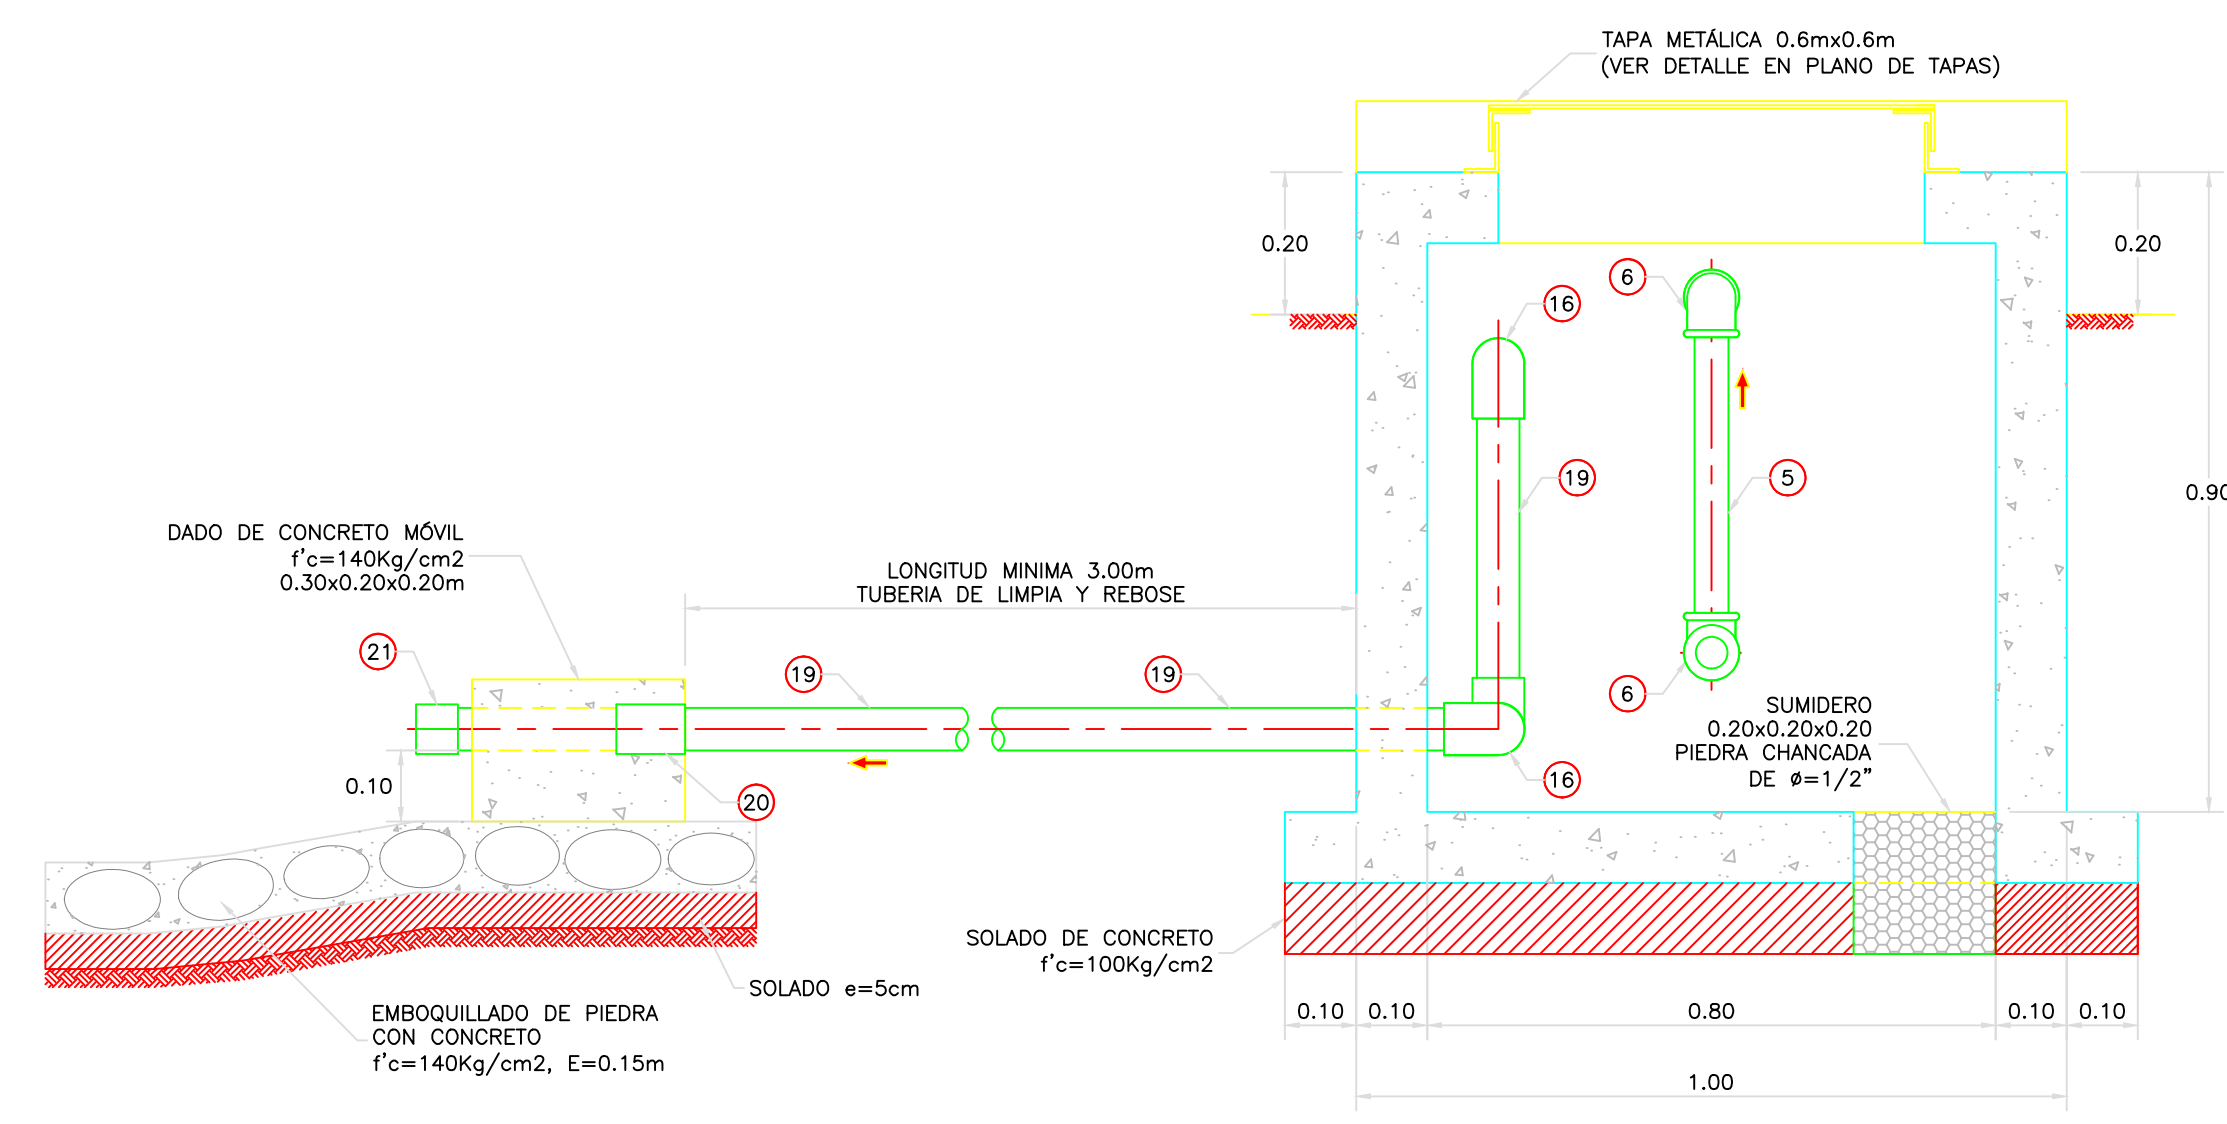 TAPA METÁLICA 0.6mx0.6m
(VER DETALLE EN PLANO DE TAPAS)
0.20
0.20
6
16
19
5
0.90
DADO DE CONCRETO MÓVIL
f'c=140Kg/cm2
0.30x0.20x0.20m
LONGITUD MINIMA 3.00m
TUBERIA DE LIMPIA Y REBOSE
21
19
19
6
SUMIDERO
0.20x0.20x0.20
PIEDRA CHANCADA
DE ø=1/2"
0.10
20
16
SOLADO DE CONCRETO
f'c=100Kg/cm2
SOLADO e=5cm
EMBOQUILLADO DE PIEDRA
CON CONCRETO
f'c=140Kg/cm2, E=0.15m
0.10
0.10
0.80
0.10
0.10
1.00